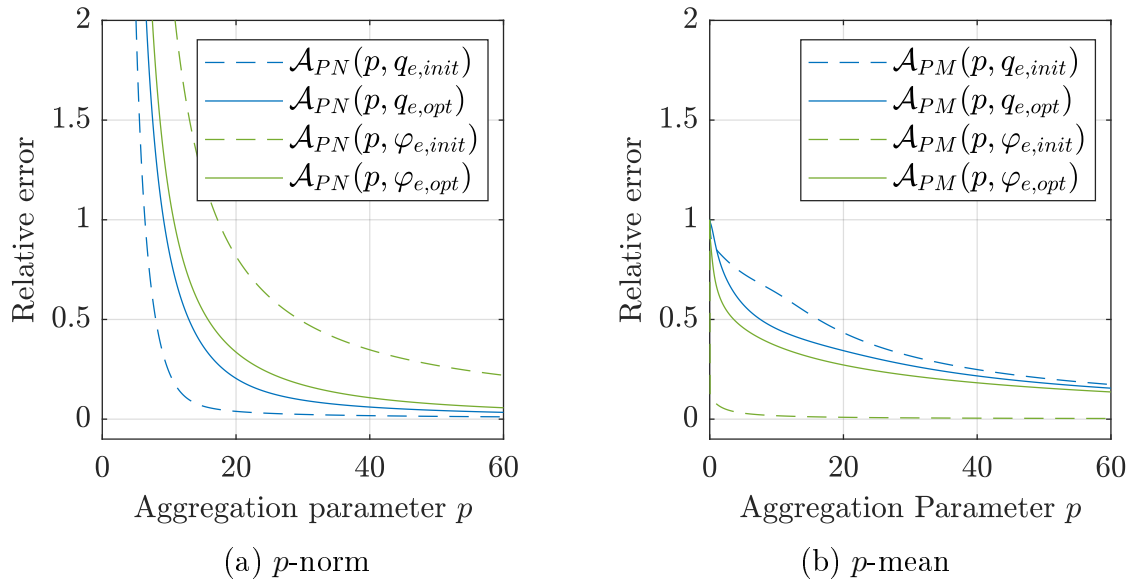 2
1.5
1
0.5
0
0 20 40 60
Relative error
Aggregation parameter p
𝒜_{PN}(p, q_{e,init})
𝒜_{PN}(p, q_{e,opt})
𝒜_{PN}(p, φ_{e,init})
𝒜_{PN}(p, φ_{e,opt})
(a) p-norm
2
1.5
1
0.5
0
0 20 40 60
Relative error
Aggregation Parameter p
𝒜_{PM}(p, q_{e,init})
𝒜_{PM}(p, q_{e,opt})
𝒜_{PM}(p, φ_{e,init})
𝒜_{PM}(p, φ_{e,opt})
(b) p-mean